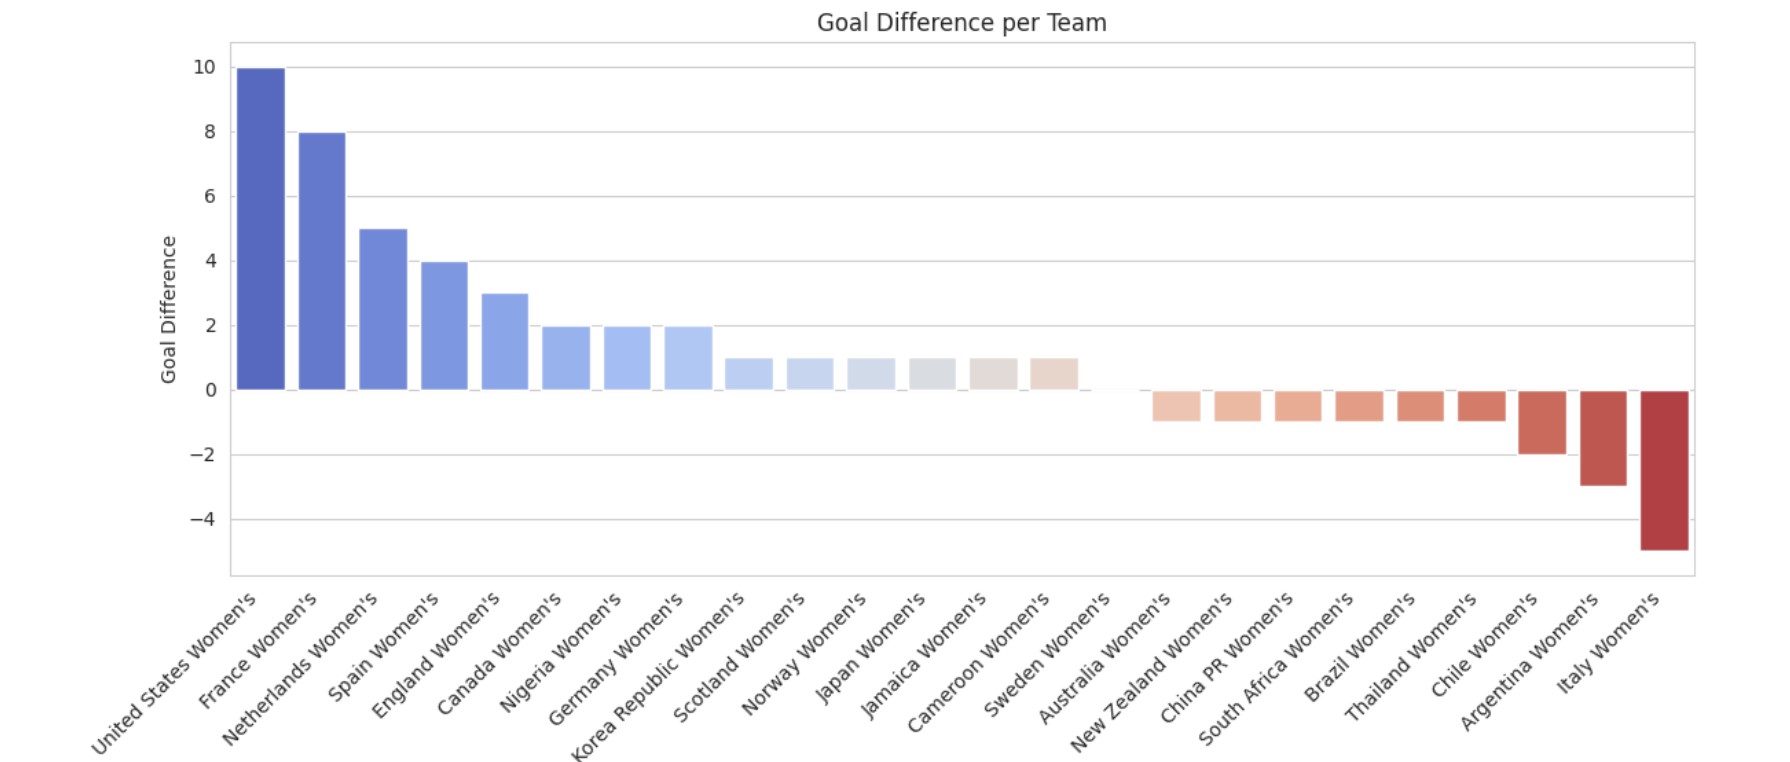 Goal Difference per Team
Goal Difference
10
8
6
4
2
0
−2
−4
United States Women's
France Women's
Netherlands Women's
Spain Women's
England Women's
Canada Women's
Nigeria Women's
Germany Women's
Korea Republic Women's
Scotland Women's
Norway Women's
Japan Women's
Jamaica Women's
Cameroon Women's
Sweden Women's
Australia Women's
New Zealand Women's
China PR Women's
South Africa Women's
Brazil Women's
Thailand Women's
Chile Women's
Argentina Women's
Italy Women's